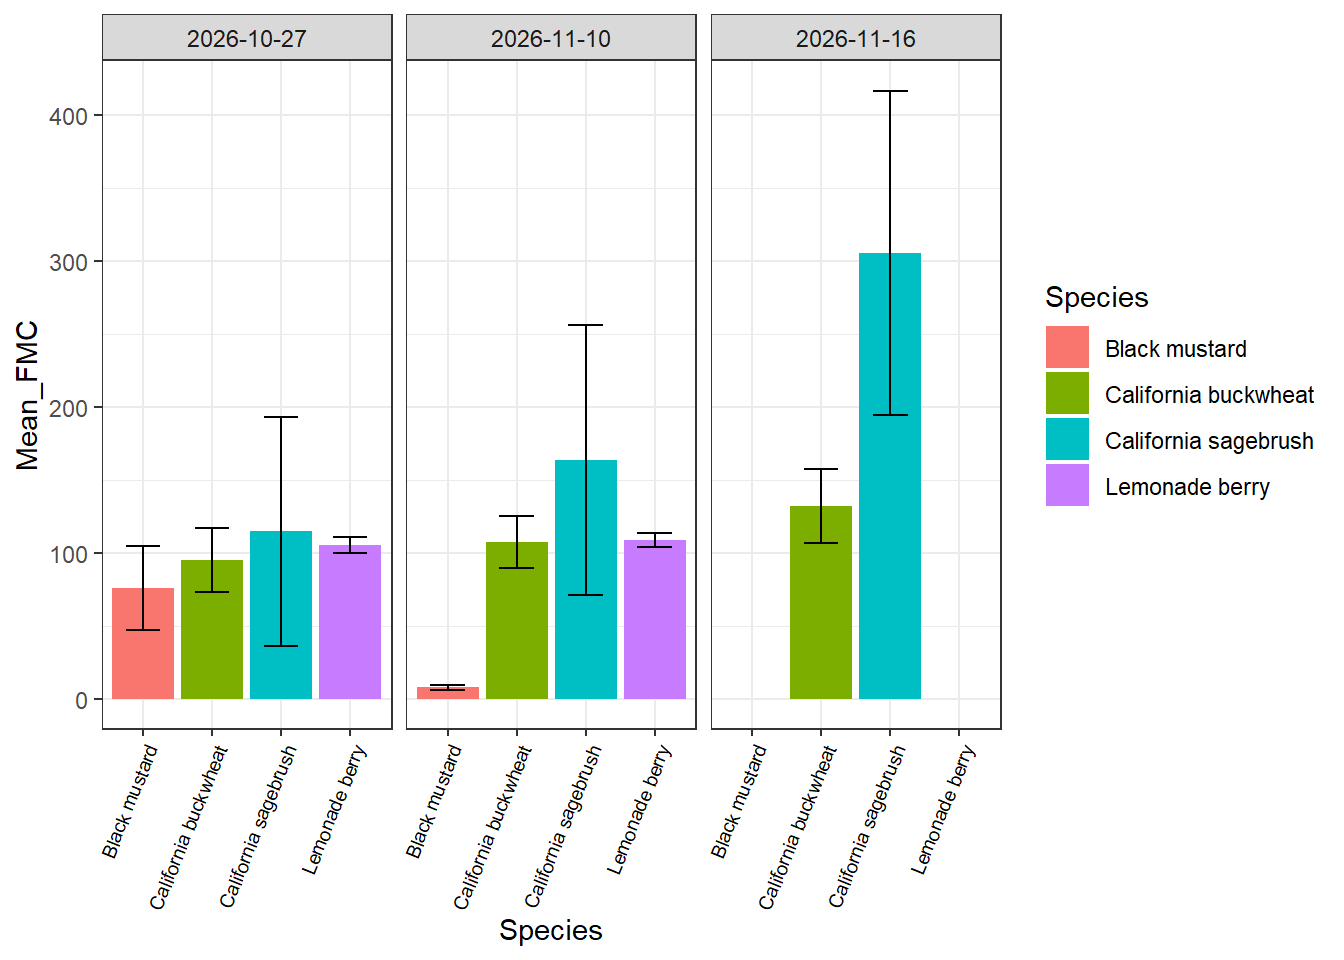 2026-10-27
2026-11-10
2026-11-16
400
300
200
100
0
Mean_FMC
Black mustard
California buckwheat
California sagebrush
Lemonade berry
Black mustard
California buckwheat
California sagebrush
Lemonade berry
Black mustard
California buckwheat
California sagebrush
Lemonade berry
Species
Species
Black mustard
California buckwheat
California sagebrush
Lemonade berry